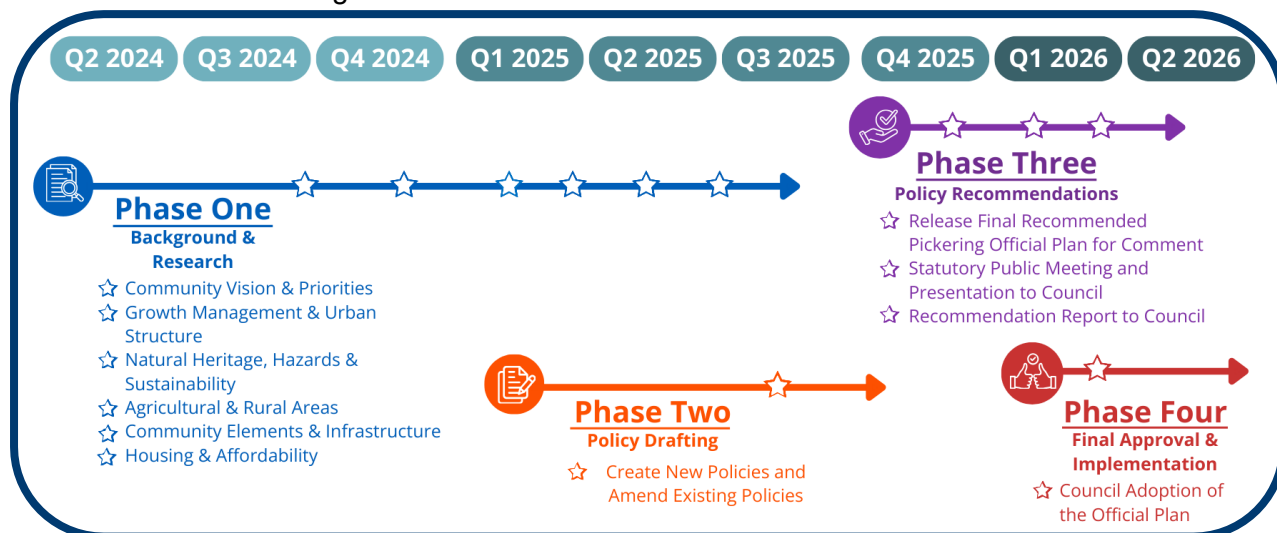 Q2 2024
Q3 2024
Q4 2024
Q1 2025
Q2 2025
Q3 2025
Q4 2025
Q1 2026
Q2 2026
Phase One
Background &
Research
Community Vision & Priorities
Growth Management & Urban
Structure
Natural Heritage, Hazards &
Sustainability
Agricultural & Rural Areas
Community Elements & Infrastructure
Housing & Affordability
Phase Two
Policy Drafting
Create New Policies and
Amend Existing Policies
Phase Three
Policy Recommendations
Release Final Recommended
Pickering Official Plan for Comment
Statutory Public Meeting and
Presentation to Council
Recommendation Report to Council
Phase Four
Final Approval &
Implementation
Council Adoption of
the Official Plan